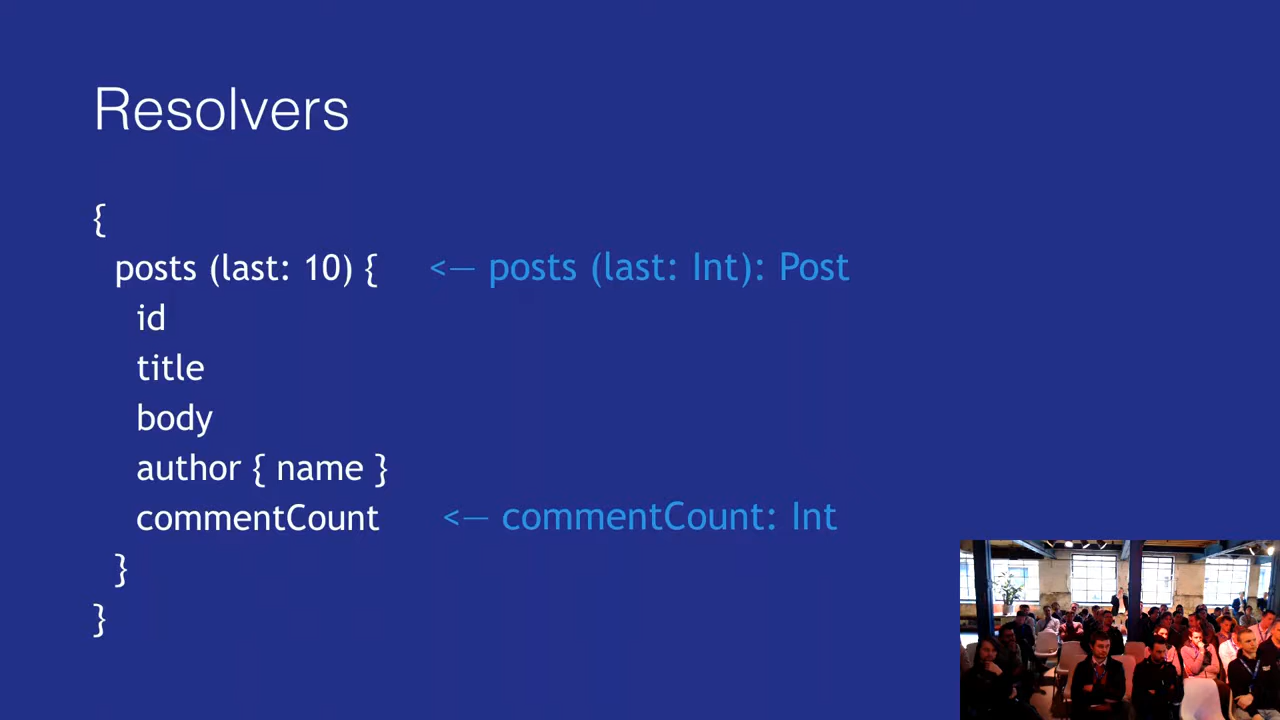 Resolvers
{
posts (last: 10) { <— posts (last: Int): Post
id
title
body
author { name }
commentCount <— commentCount: Int
}
}